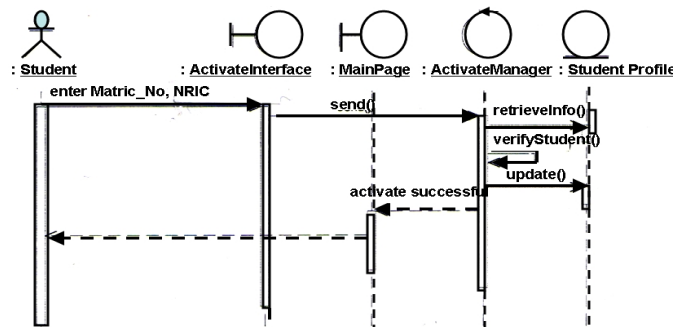 : Student
: ActivateInterface
: MainPage
: ActivateManager
: Student Profile
enter Matric_No, NRIC
send()
retrieveInfo()
verifyStudent()
update()
activate successful